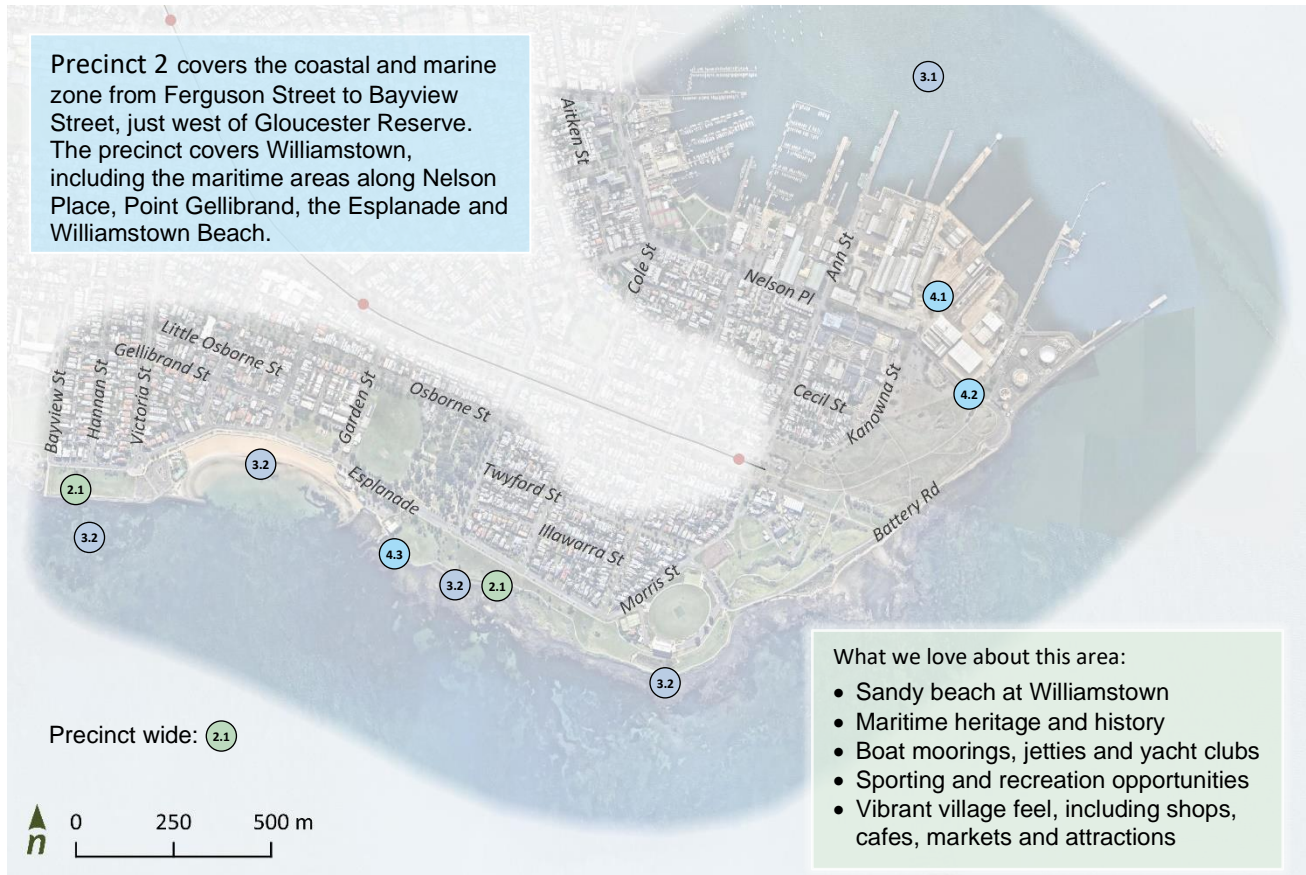 Precinct 2 covers the coastal and marine
zone from Ferguson Street to Bayview
Street, just west of Gloucester Reserve.
The precinct covers Williamstown,
including the maritime areas along Nelson
Place, Point Gellibrand, the Esplanade and
Williamstown Beach.
3.1
Aitken St
Cole St
Nelson Pl
Ann St
4.1
Little Osborne St
Gellibrand St
Bayview St
Hannan St
Victoria St
Garden St
Osborne St
Cecil St
Kanowna St
4.2
3.2
2.1
3.2
Esplanade
Twyford St
Illawarra St
Battery Rd
4.3
3.2
2.1
Morris St
3.2
What we love about this area:
• Sandy beach at Williamstown
• Maritime heritage and history
• Boat moorings, jetties and yacht clubs
• Sporting and recreation opportunities
• Vibrant village feel, including shops,
cafes, markets and attractions
Precinct wide: 2.1
n
0 250 500 m